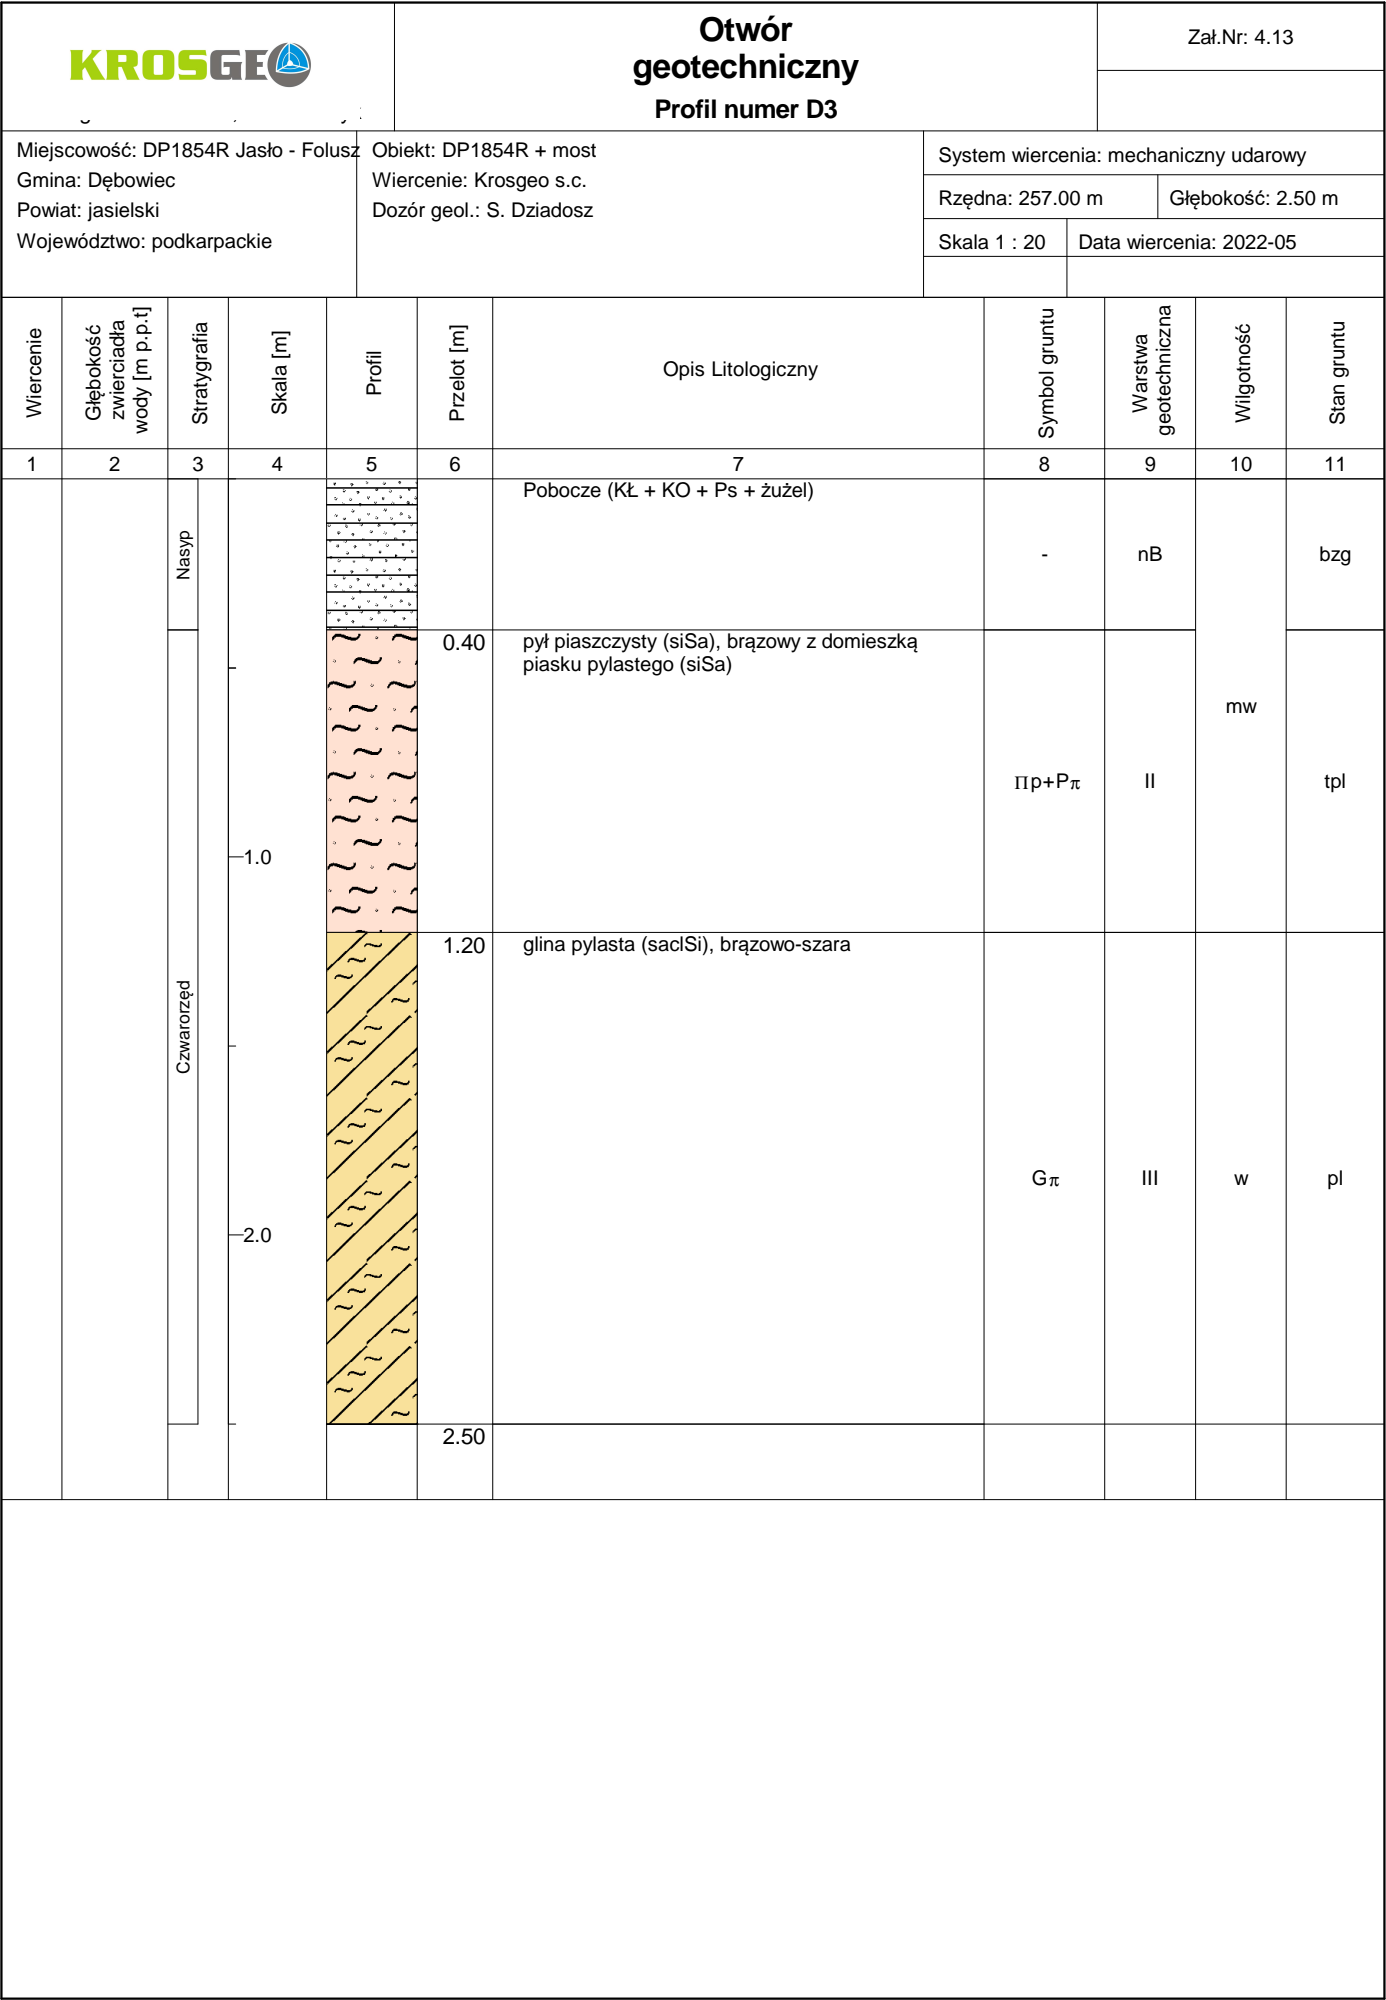 KROSGEO
Otwór
geotechniczny
Profil numer D3
Zał.Nr: 4.13
Miejscowość: DP1854R Jasło - Folusz
Gmina: Dębowiec
Powiat: jasielski
Województwo: podkarpackie
Obiekt: DP1854R + most
Wiercenie: Krosgeo s.c.
Dozór geol.: S. Dziadosz
System wiercenia: mechaniczny udarowy
Rzędna: 257.00 m
Głębokość: 2.50 m
Skala 1 : 20
Data wiercenia: 2022-05
Wiercenie
Głębokość
zwierciadła
wody [m p.p.t]
Stratygrafia
Skala [m]
Profil
Przelot [m]
Opis Litologiczny
Symbol gruntu
Warstwa
geotechniczna
Wilgotność
Stan gruntu
1 2 3 4 5 6 7 8 9 10 11
Nasyp
Pobocze (KŁ + KO + Ps + żużel)
-
nB
bzg
0.40
pył piaszczysty (siSa), brązowy z domieszką
piasku pylastego (siSa)
mw
Πp+Pπ
II
tpl
1.0
1.20
glina pylasta (saclSi), brązowo-szara
Czwarorzęd
Gπ
III
w
pl
2.0
2.50